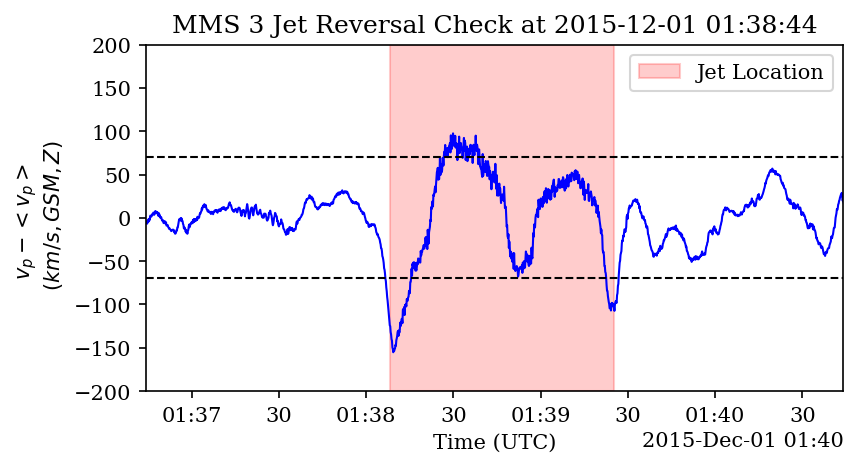 MMS 3 Jet Reversal Check at 2015-12-01 01:38:44
200
150
100
50
0
−50
−100
−150
−200
v_p − < v_p >
(km/s, GSM, Z)
Jet Location
01:37 30 01:38 30 01:39 30 01:40 30
Time (UTC)
2015-Dec-01 01:40